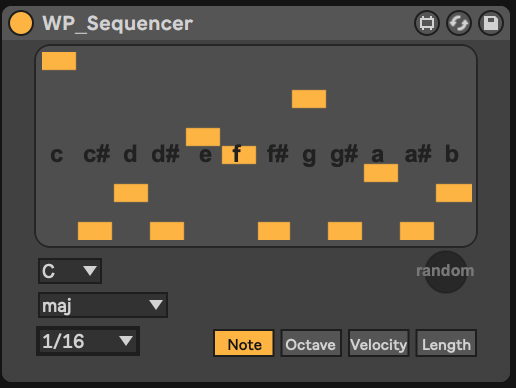 WP_Sequencer
c c# d d# e f f# g g# a a# b
C
random
maj
1/16
Note Octave Velocity Length